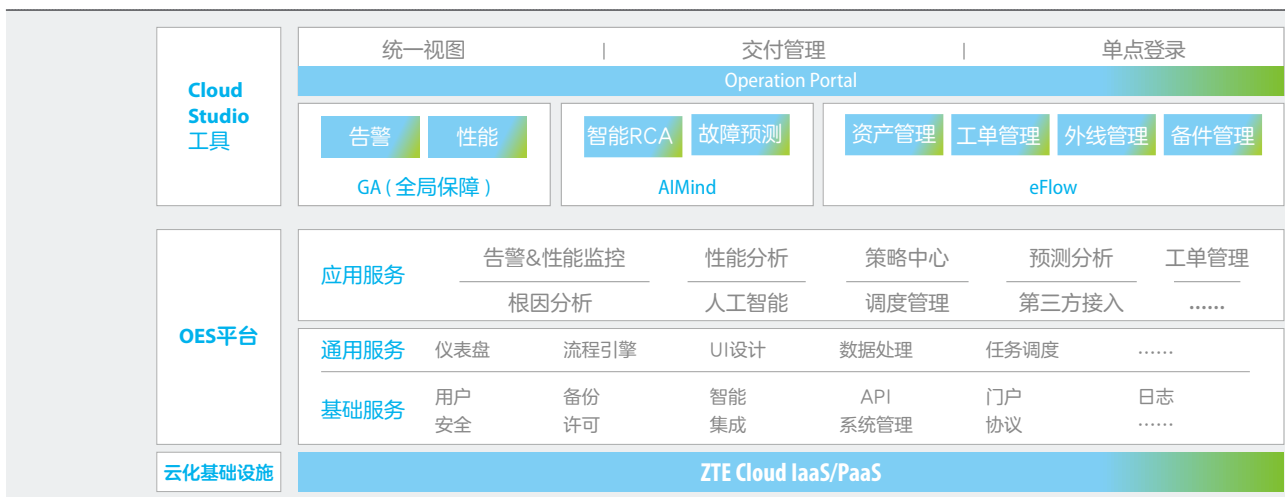 统一视图 | 交付管理 | 单点登录
Operation Portal
Cloud
Studio
工具
告警 性能 智能RCA 故障预测 资产管理 工单管理 外线管理 备件管理
GA ( 全局保障 ) AIMind eFlow
应用服务 告警&性能监控 性能分析 策略中心 预测分析 工单管理
根因分析 人工智能 调度管理 第三方接入 ……
OES平台
通用服务 仪表盘 流程引擎 UI设计 数据处理 任务调度 ……
基础服务 用户 备份 智能 API 门户 日志
安全 许可 集成 系统管理 协议 ……
云化基础设施 ZTE Cloud IaaS/PaaS